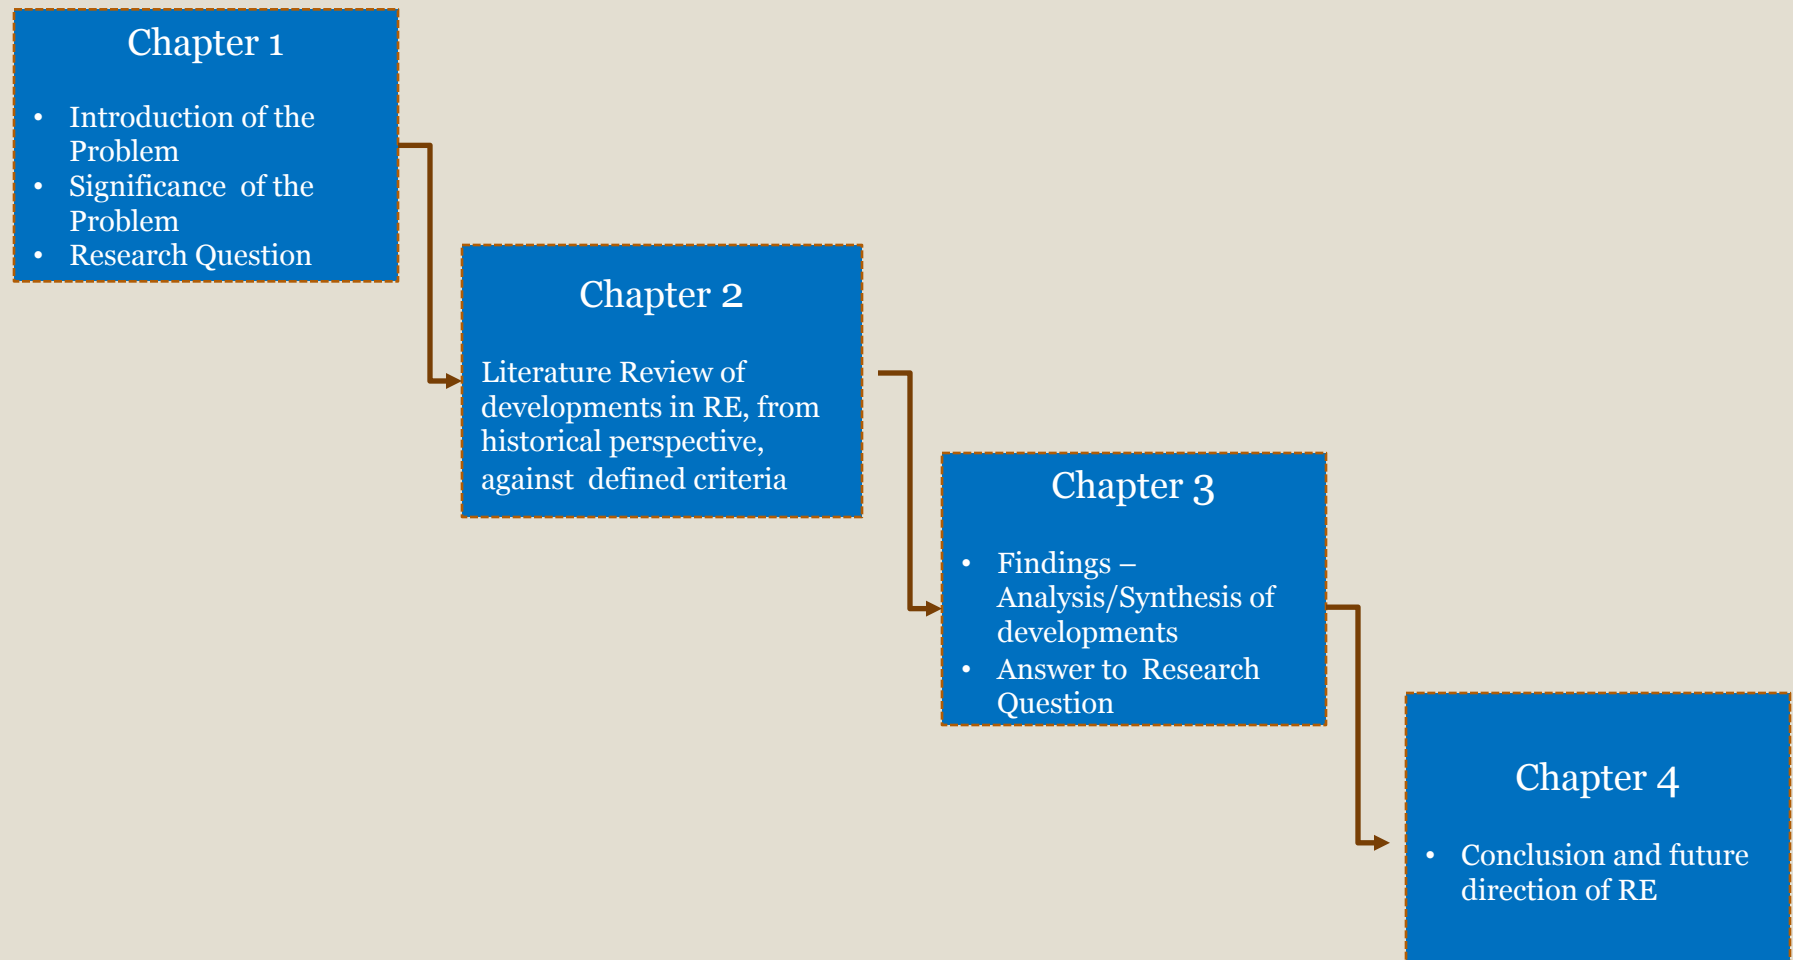 Chapter 1
• Introduction of the
Problem
• Significance  of the
Problem
• Research Question
Chapter 2
Literature Review of
developments in RE, from
historical perspective,
against  defined criteria
Chapter 3
• Findings –
Analysis/Synthesis of
developments
• Answer to  Research
Question
Chapter 4
• Conclusion and future
direction of RE